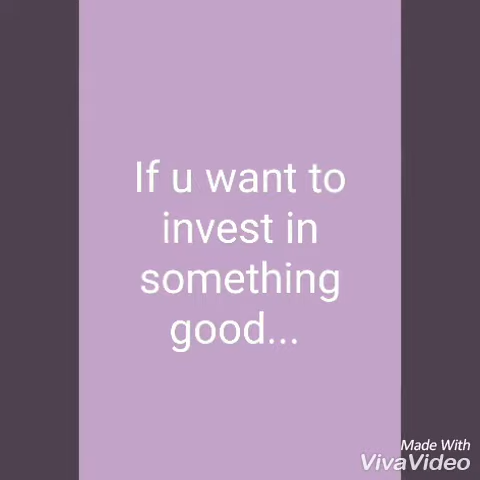 If u want to
invest in
something
good...
Made With
VivaVideo